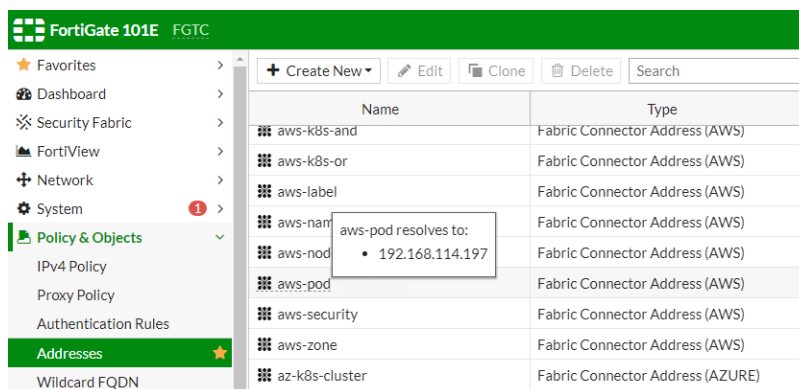 FortiGate 101E FGTC
Favorites
Dashboard
Security Fabric
FortiView
Network
System 1
Policy & Objects
IPv4 Policy
Proxy Policy
Authentication Rules
Addresses
Wildcard FQDN
Create New Edit Clone Delete Search
Name Type
aws-k8s-and Fabric Connector Address (AWS)
aws-k8s-or Fabric Connector Address (AWS)
aws-label Fabric Connector Address (AWS)
aws-nam Fabric Connector Address (AWS)
aws-pod resolves to:
• 192.168.114.197
aws-nod Fabric Connector Address (AWS)
aws-pod Fabric Connector Address (AWS)
aws-security Fabric Connector Address (AWS)
aws-zone Fabric Connector Address (AWS)
az-k8s-cluster Fabric Connector Address (AZURE)